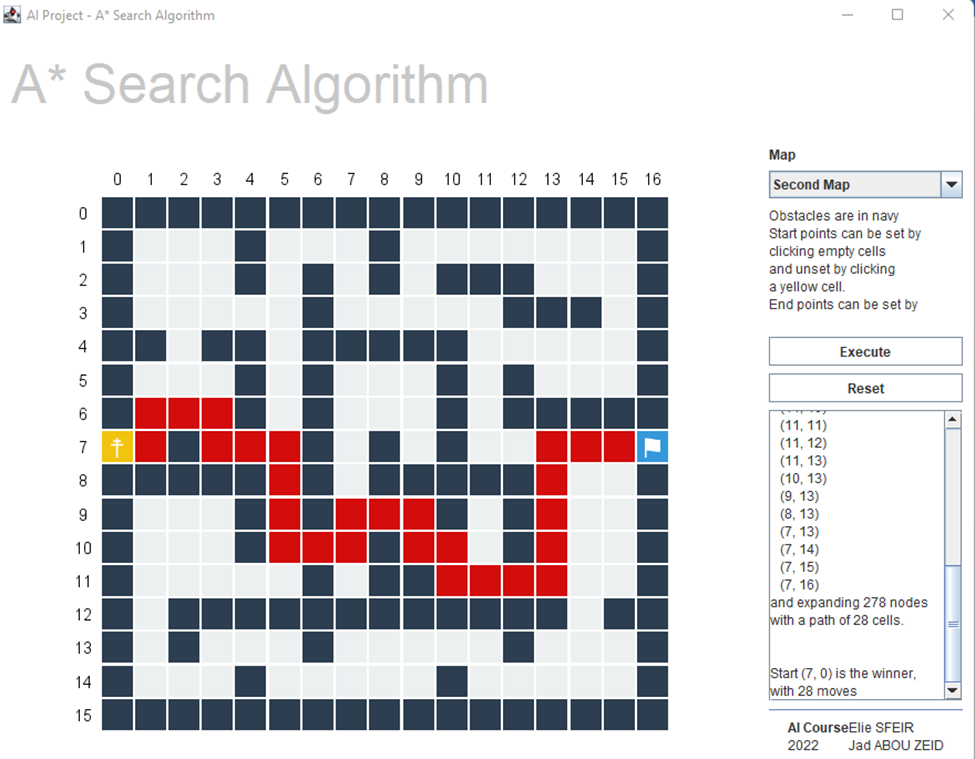 AI Project - A* Search Algorithm
A* Search Algorithm
0 1 2 3 4 5 6 7 8 9 10 11 12 13 14 15 16
0
1
2
3
4
5
6
7
8
9
10
11
12
13
14
15
Map
Second Map
Obstacles are in navy
Start points can be set by
clicking empty cells
and unset by clicking
a yellow cell.
End points can be set by
Execute
Reset
(11, 11)
(11, 12)
(11, 13)
(10, 13)
(9, 13)
(8, 13)
(7, 13)
(7, 14)
(7, 15)
(7, 16)
and expanding 278 nodes
with a path of 28 cells.
Start (7, 0) is the winner,
with 28 moves
AI CourseElie SFEIR
2022 Jad ABOU ZEID